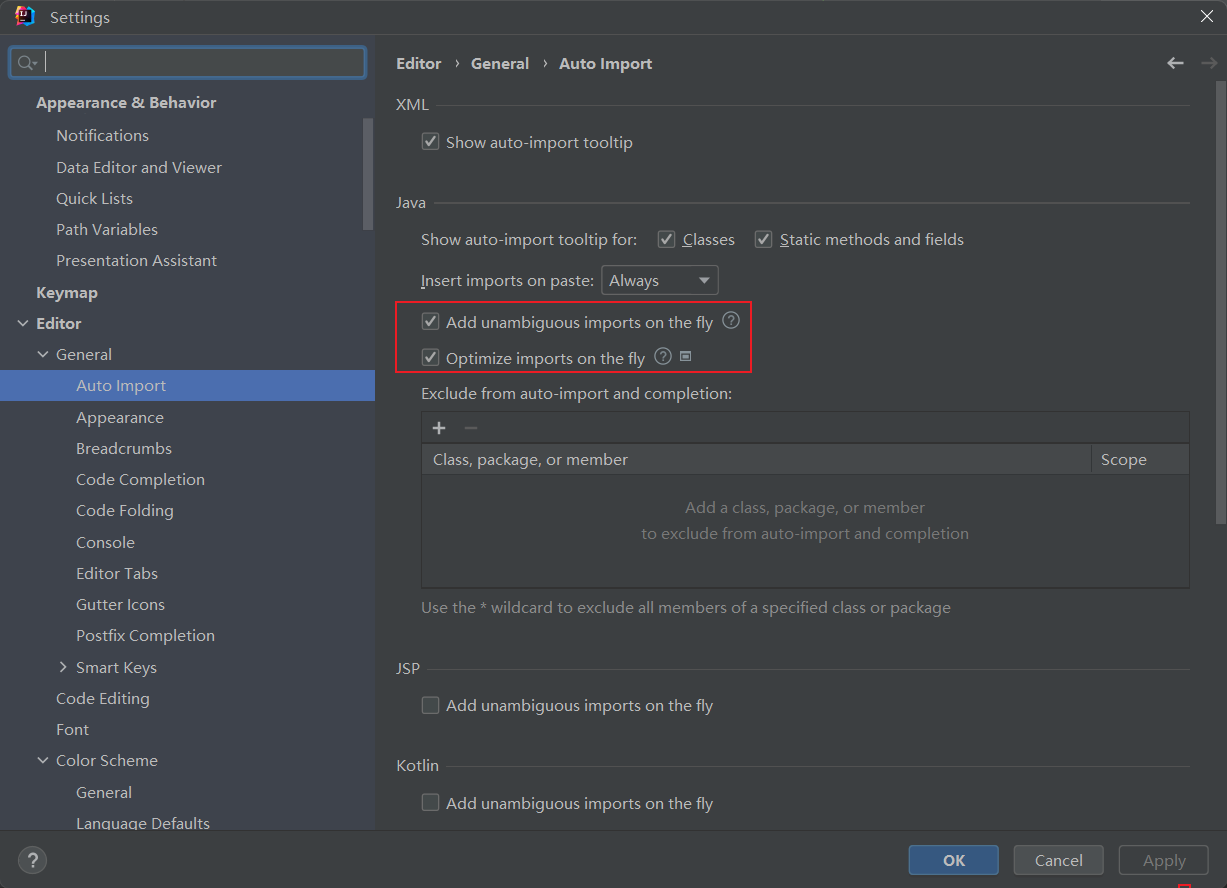 Settings
Appearance & Behavior
Notifications
Data Editor and Viewer
Quick Lists
Path Variables
Presentation Assistant
Keymap
Editor
General
Auto Import
Appearance
Breadcrumbs
Code Completion
Code Folding
Console
Editor Tabs
Gutter Icons
Postfix Completion
Smart Keys
Code Editing
Font
Color Scheme
General
Language Defaults
Editor › General › Auto Import
XML
Show auto-import tooltip
Java
Show auto-import tooltip for: Classes Static methods and fields
Insert imports on paste: Always
Add unambiguous imports on the fly ?
Optimize imports on the fly ?
Exclude from auto-import and completion:
Class, package, or member Scope
Add a class, package, or member
to exclude from auto-import and completion
Use the * wildcard to exclude all members of a specified class or package
JSP
Add unambiguous imports on the fly
Kotlin
Add unambiguous imports on the fly
? OK Cancel Apply